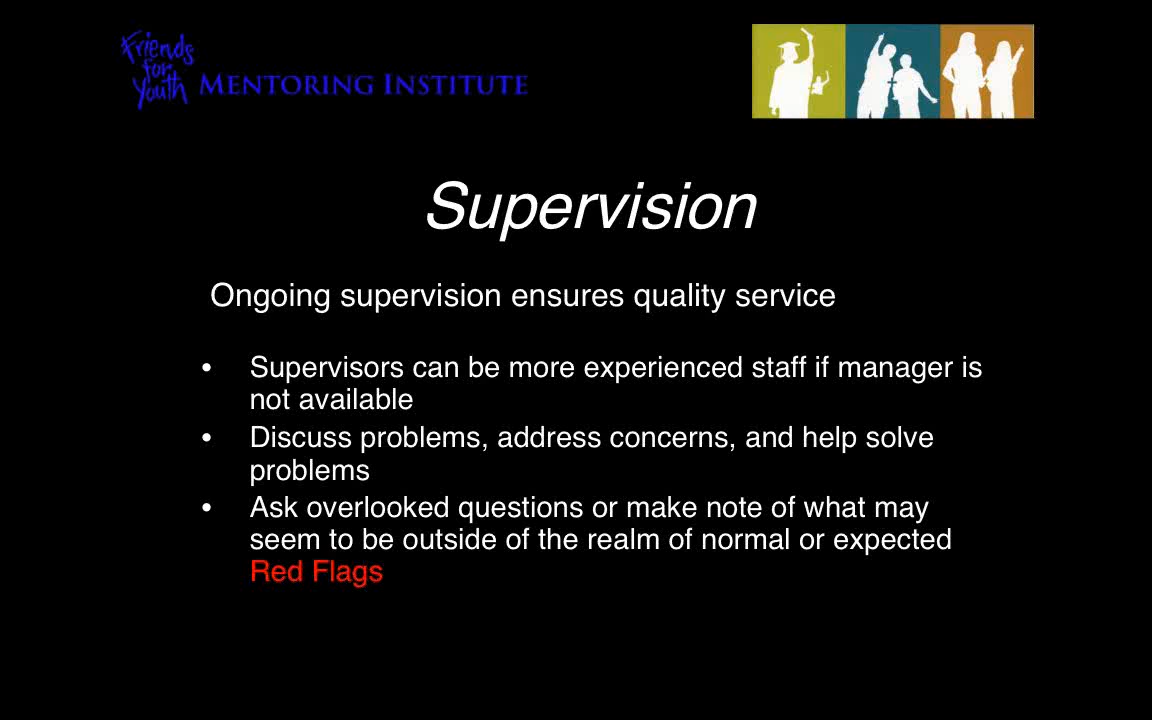 Friends
for
Youth
MENTORING INSTITUTE
Supervision
Ongoing supervision ensures quality service
• Supervisors can be more experienced staff if manager is
not available
• Discuss problems, address concerns, and help solve
problems
• Ask overlooked questions or make note of what may
seem to be outside of the realm of normal or expected
Red Flags